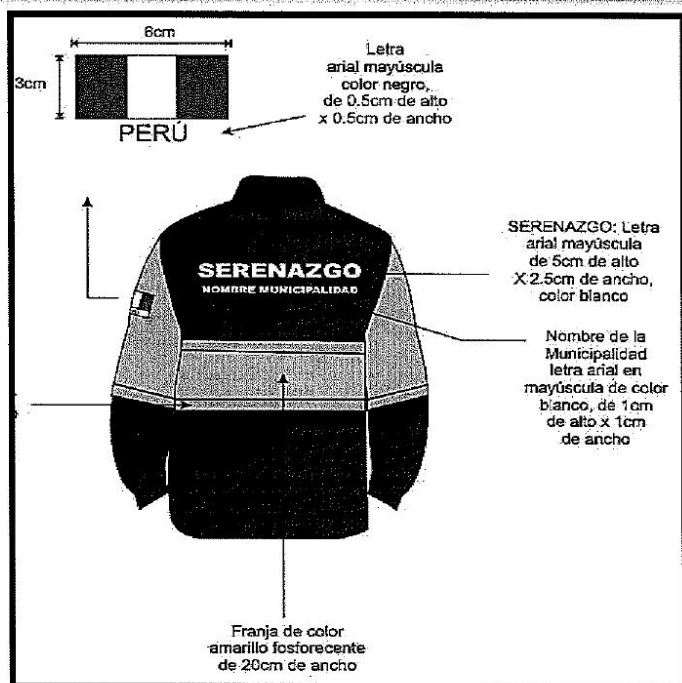 6cm
3cm
PERÚ
Letra
arial mayúscula
color negro,
de 0.5cm de alto
x 0.5cm de ancho
SERENAZGO
NOMBRE MUNICIPALIDAD
SERENAZGO: Letra
arial mayúscula
de 5cm de alto
X 2.5cm de ancho,
color blanco
Nombre de la
Municipalidad
letra arial en
mayúscula de color
blanco, de 1cm
de alto x 1cm
de ancho
Franja de color
amarillo fosforecente
de 20cm de ancho